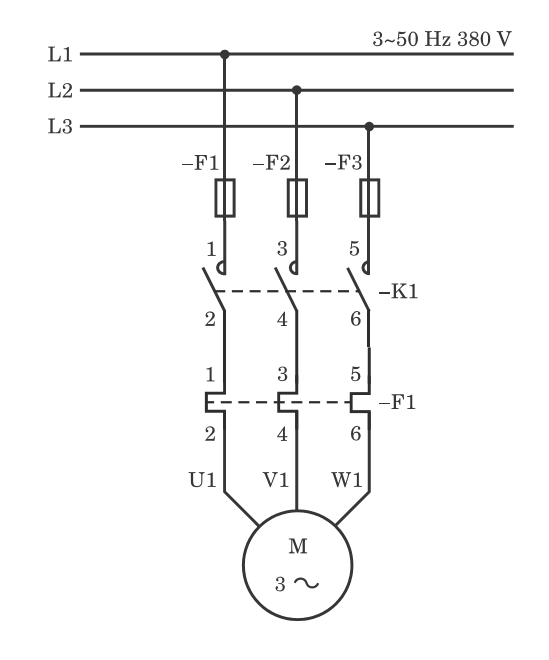 3~50 Hz 380 V
L1
L2
L3
–F1 –F2 –F3
1 3 5
–K1
2 4 6
1 3 5
–F1
2 4 6
U1 V1 W1
M
3 ~